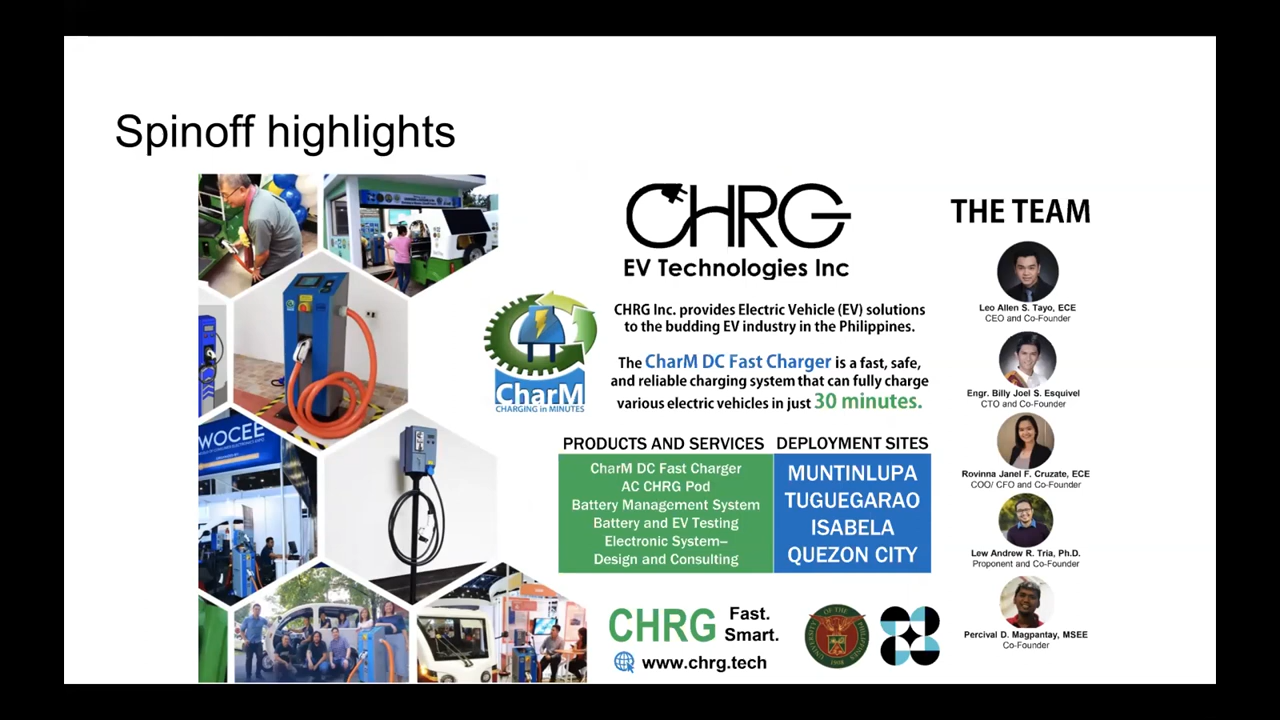 Spinoff highlights
CHRG
EV Technologies Inc
THE TEAM
CHRG Inc. provides Electric Vehicle (EV) solutions
to the budding EV industry in the Philippines.
CharM
CHARGING in MINUTES
The CharM DC Fast Charger is a fast, safe,
and reliable charging system that can fully charge
various electric vehicles in just 30 minutes.
PRODUCTS AND SERVICES
CharM DC Fast Charger
AC CHRG Pod
Battery Management System
Battery and EV Testing
Electronic System–
Design and Consulting
DEPLOYMENT SITES
MUNTINLUPA
TUGUEGARAO
ISABELA
QUEZON CITY
Leo Allen S. Tayo, ECE
CEO and Co-Founder
Engr. Billy Joel S. Esquivel
CTO and Co-Founder
Rovinna Janel F. Cruzate, ECE
COO/ CFO and Co-Founder
Lew Andrew R. Tria, Ph.D.
Proponent and Co-Founder
Percival D. Magpantay, MSEE
Co-Founder
WOCEE
CHRG
Fast.
Smart.
www.chrg.tech
UNIVERSITY OF THE PHILIPPINES
1908